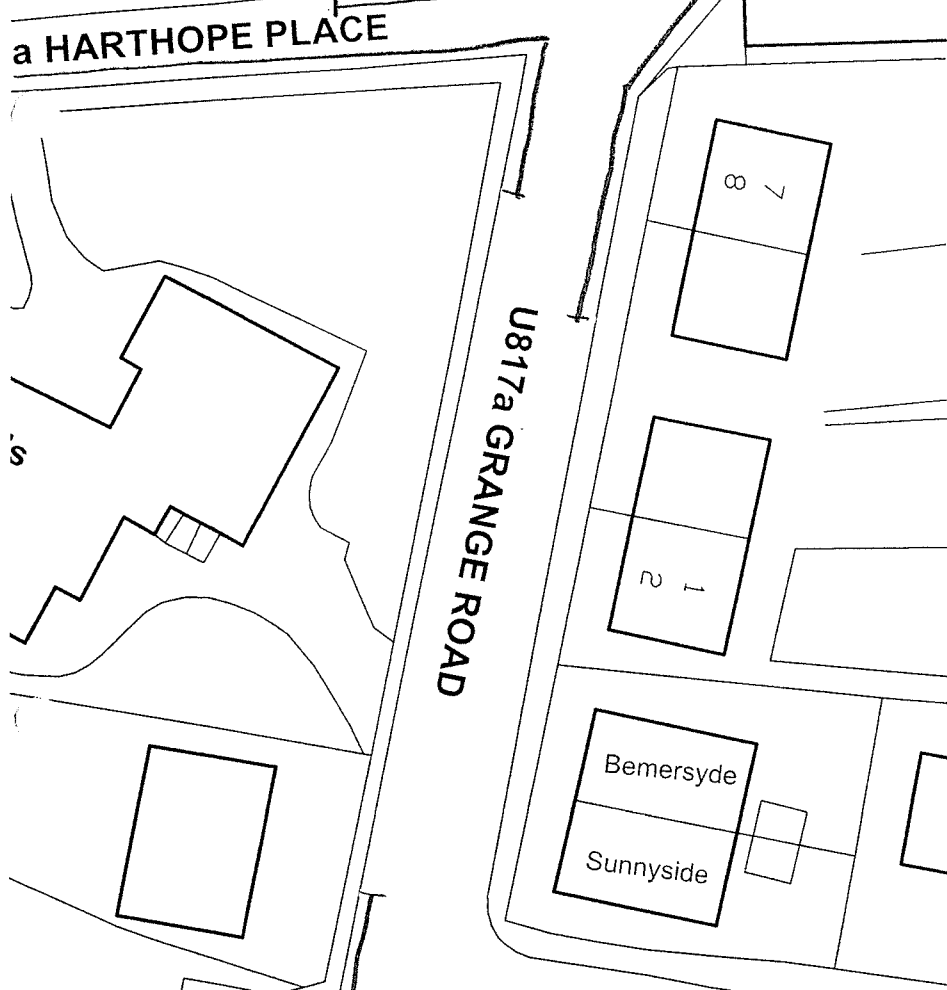 a HARTHOPE PLACE
7
8
U817a GRANGE ROAD
's
1
2
Bemersyde
Sunnyside